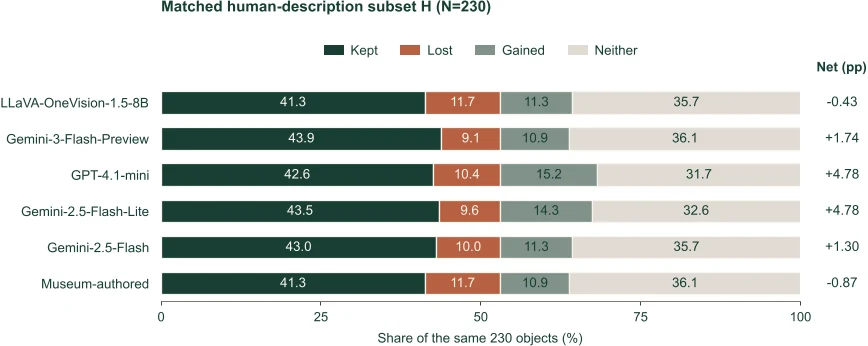 Matched human-description subset H (N=230)
Kept Lost Gained Neither
Net (pp)
LLaVA-OneVision-1.5-8B 41.3 11.7 11.3 35.7 -0.43
Gemini-3-Flash-Preview 43.9 9.1 10.9 36.1 +1.74
GPT-4.1-mini 42.6 10.4 15.2 31.7 +4.78
Gemini-2.5-Flash-Lite 43.5 9.6 14.3 32.6 +4.78
Gemini-2.5-Flash 43.0 10.0 11.3 35.7 +1.30
Museum-authored 41.3 11.7 10.9 36.1 -0.87
0 25 50 75 100
Share of the same 230 objects (%)